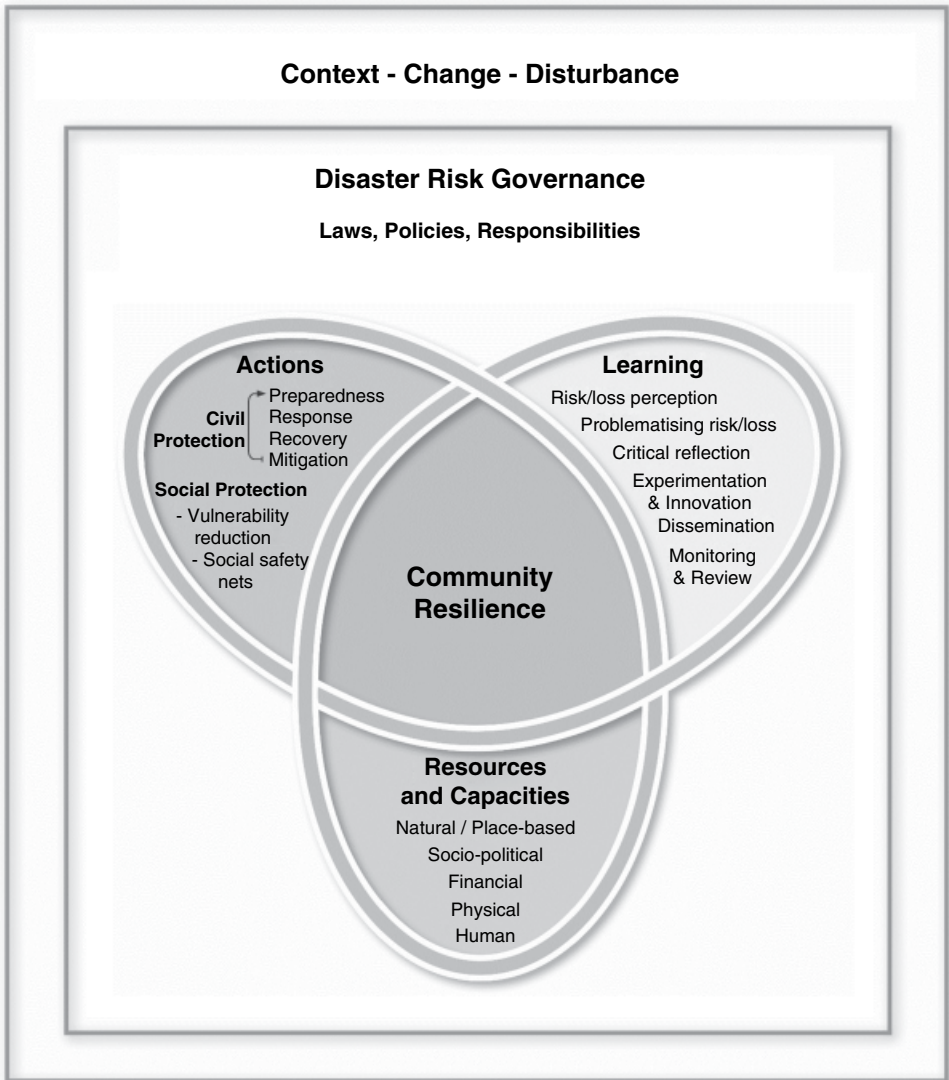 Context - Change - Disturbance
Disaster Risk Governance
Laws, Policies, Responsibilities
Actions
Civil
Protection
Preparedness
Response
Recovery
Mitigation
Social Protection
- Vulnerability
reduction
- Social safety
nets
Learning
Risk/loss perception
Problematising risk/loss
Critical reflection
Experimentation
& Innovation
Dissemination
Monitoring
& Review
Community
Resilience
Resources
and Capacities
Natural / Place-based
Socio-political
Financial
Physical
Human